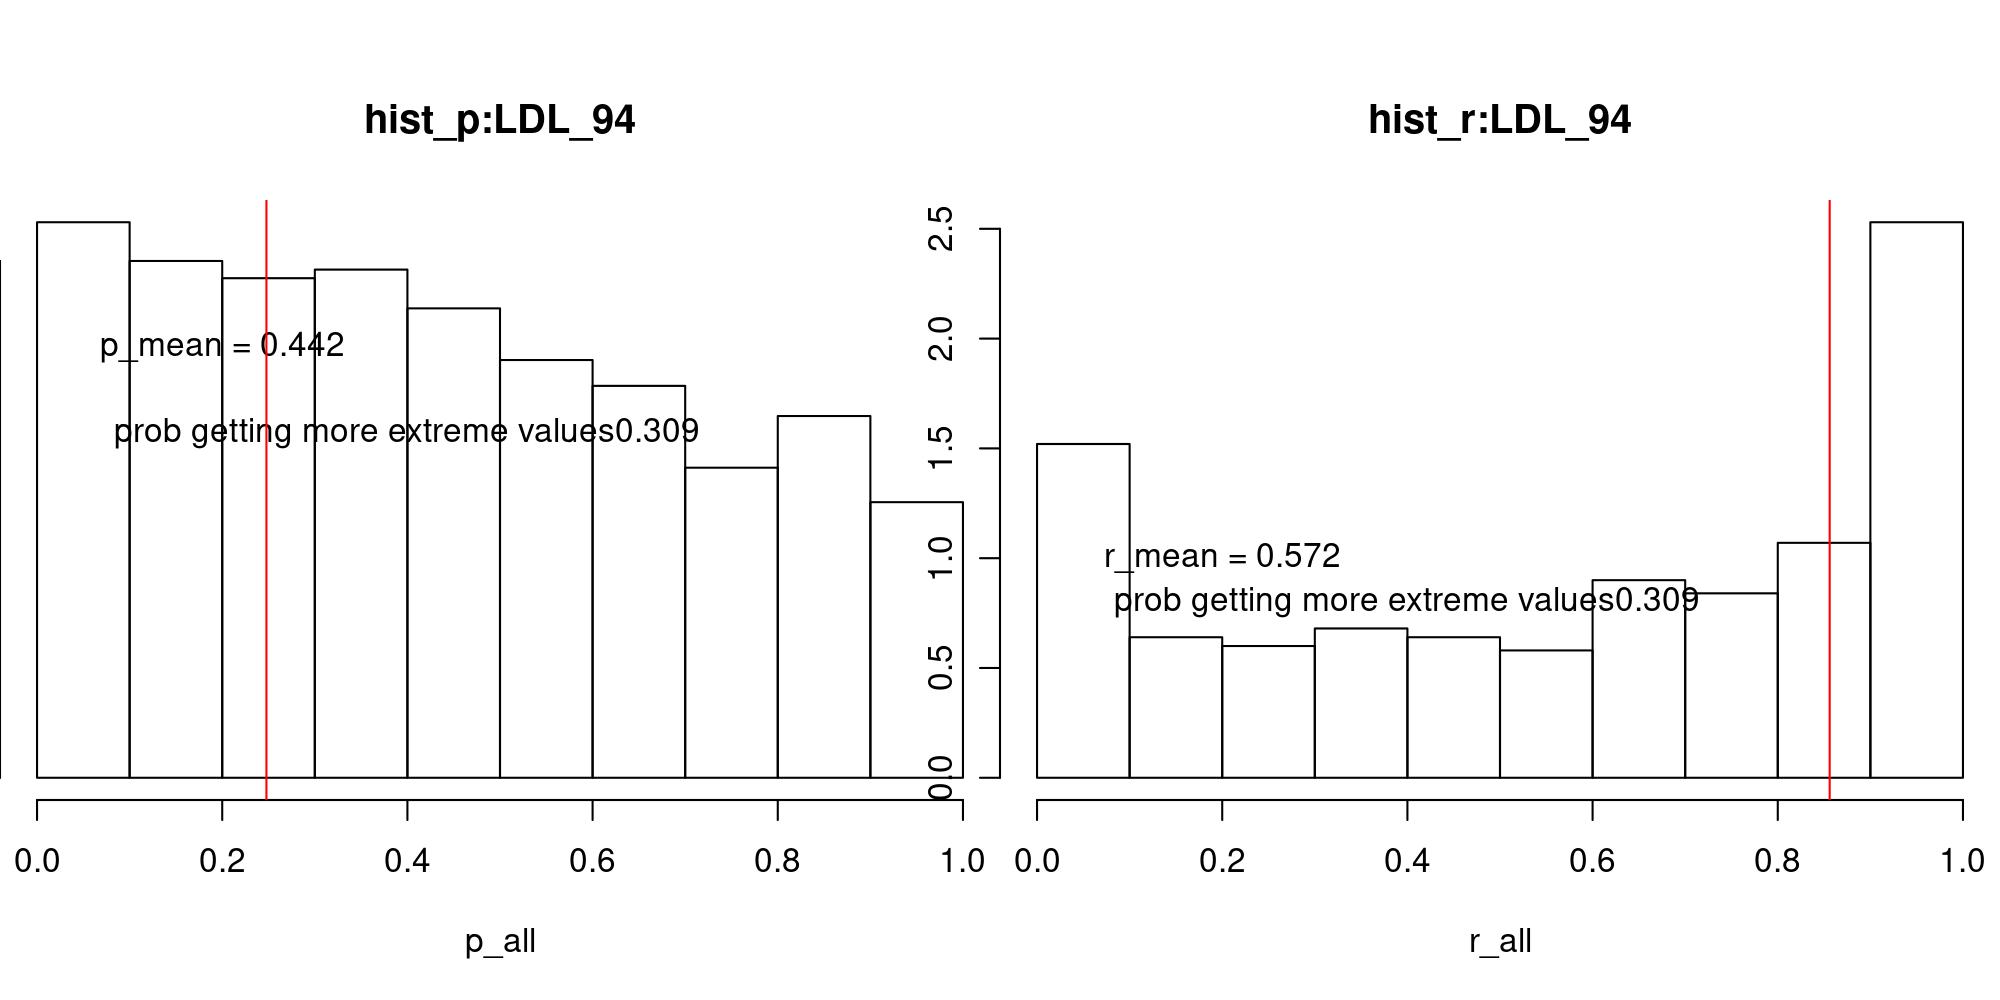 hist_p:LDL_94
p_mean = 0.442
prob getting more extreme values0.309
0.0 0.2 0.4 0.6 0.8 1.0
p_all
hist_r:LDL_94
2.5
2.0
1.5
1.0
0.5
0.0
r_mean = 0.572
prob getting more extreme values0.309
0.0 0.2 0.4 0.6 0.8 1.0
r_all